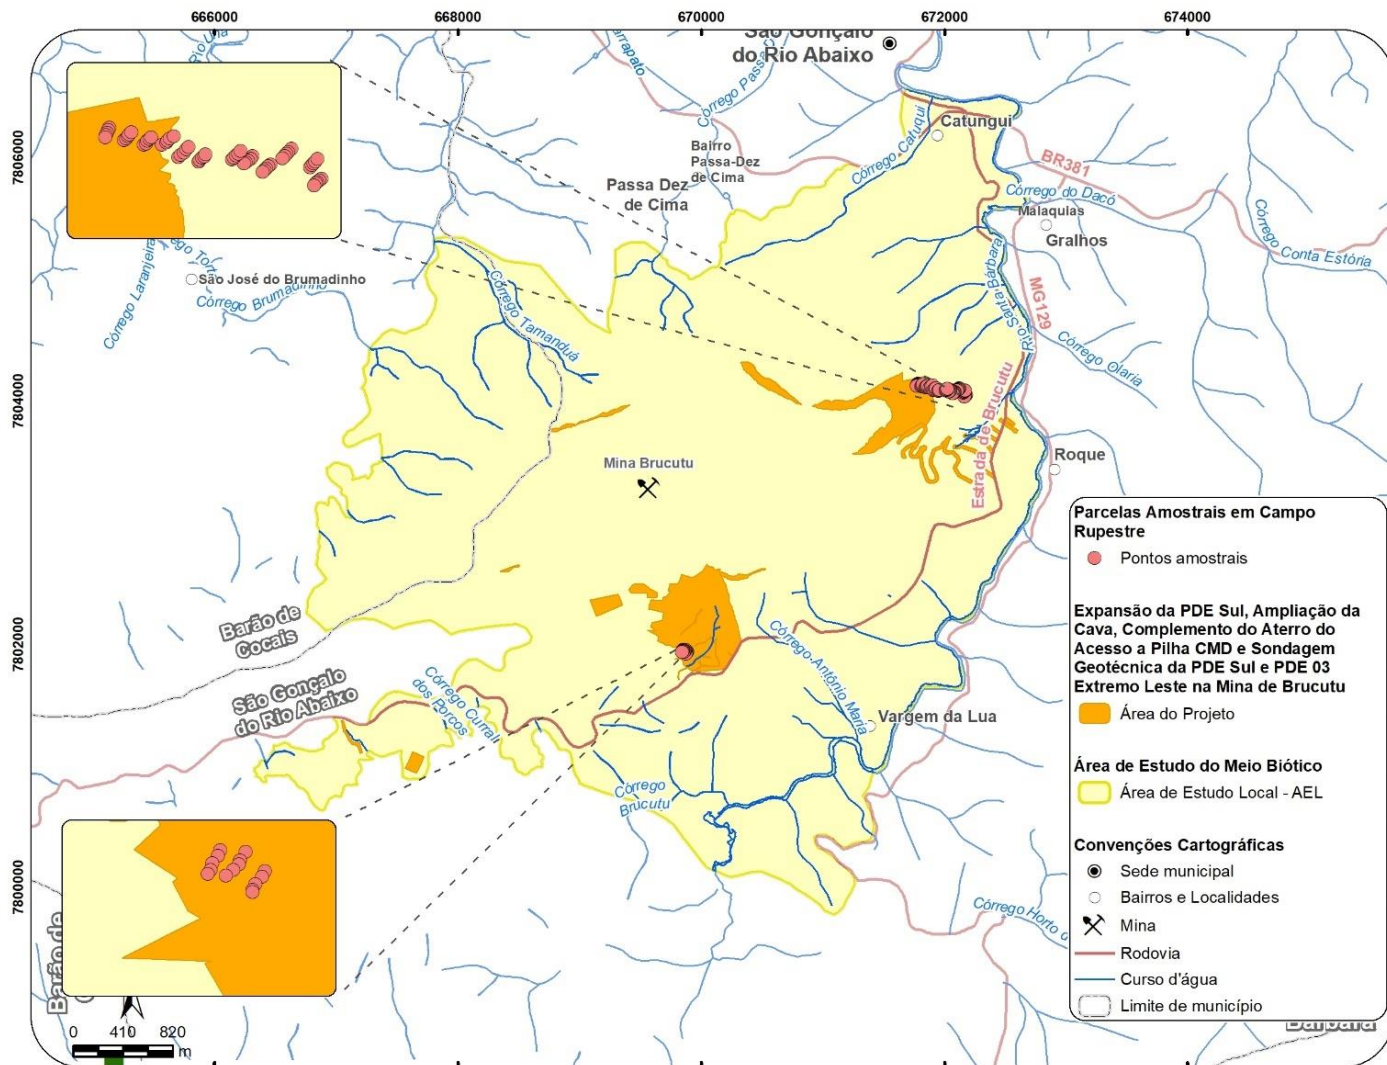 666000
668000
670000
672000
674000
7806000
7804000
7802000
7800000
São Gonçalo
do Rio Abaixo
Córrego Catuqui
Catungui
Bairro
Passa-Dez
de Cima
Passa Dez
de Cima
BR381
Córrego do Dacó
Malaquias
Gralhos
Córrego Conta Estória
Rio Santa Bárbara
MG129
Córrego Olaria
Córrego Laranjeira
São José do Brumadinho
Córrego Brumadinho
Córrego Tamanduá
Estrada de Brucutu
Roque
Mina Brucutu
Barão de
Cocais
São Gonçalo
do Rio Abaixo
Córrego Curral
dos Porcos
Córrego Antônio Maria
Vargem da Lua
Córrego
Brucutu
Córrego Horto d
Barão de
0 410 820
m
Parcelas Amostrais em Campo
Rupestre
Pontos amostrais
Expansão da PDE Sul, Ampliação da
Cava, Complemento do Aterro do
Acesso a Pilha CMD e Sondagem
Geotécnica da PDE Sul e PDE 03
Extremo Leste na Mina de Brucutu
Área do Projeto
Área de Estudo do Meio Biótico
Área de Estudo Local - AEL
Convenções Cartográficas
Sede municipal
Bairros e Localidades
Mina
Rodovia
Curso d'água
Limite de município